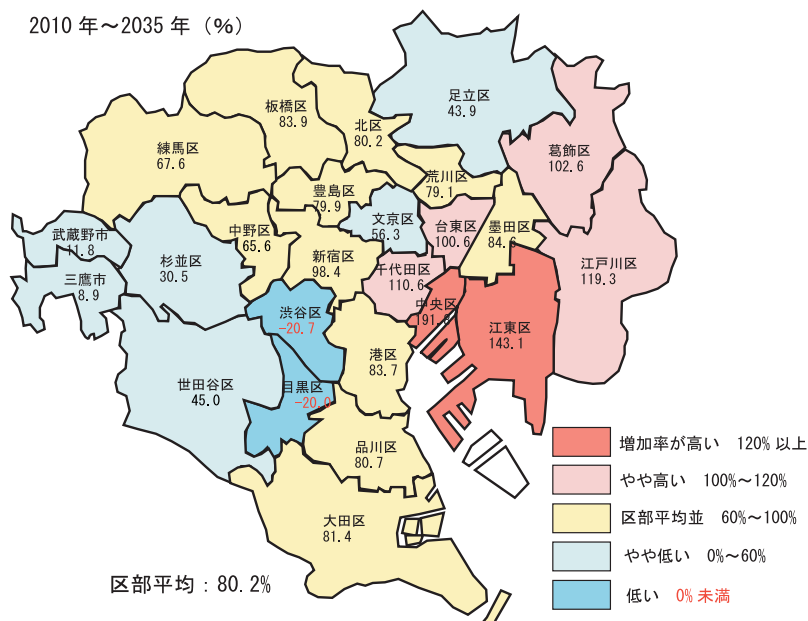 2010 年～2035 年 (％)
足立区
43.9
板橋区
83.9
北区
80.2
葛飾区
102.6
練馬区
67.6
荒川区
79.1
豊島区
79.9
文京区
56.3
台東区
100.6
墨田区
84.6
武蔵野市
11.8
杉並区
30.5
中野区
65.6
新宿区
98.4
千代田区
110.6
江戸川区
119.3
三鷹市
8.9
渋谷区
-20.7
中央区
191.8
江東区
143.1
港区
83.7
世田谷区
45.0
目黒区
-20.0
品川区
80.7
大田区
81.4
増加率が高い 120% 以上
やや高い 100%～120%
区部平均並 60%～100%
やや低い 0%～60%
低い 0% 未満
区部平均：80.2%